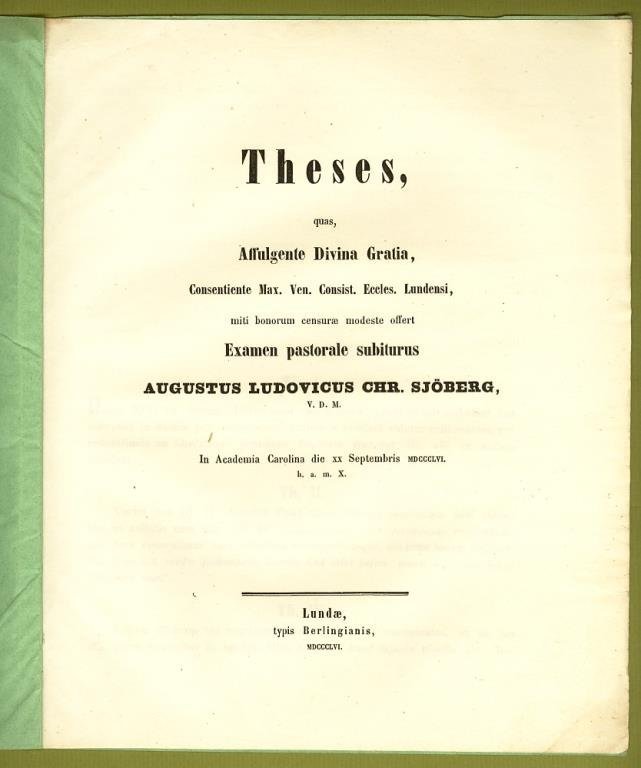 Theses,
quas,
Affulgente Divina Gratia,
Consentiente Max. Ven. Consist. Eccles. Lundensi,
miti bonorum censuræ modeste offert
Examen pastorale subiturus
AUGUSTUS LUDOVICUS CHR. SJÖBERG,
V. D. M.
In Academia Carolina die XX Septembris MDCCCLVI.
h. a. m. X.
Lundæ,
typis Berlingianis,
MDCCCLVI.